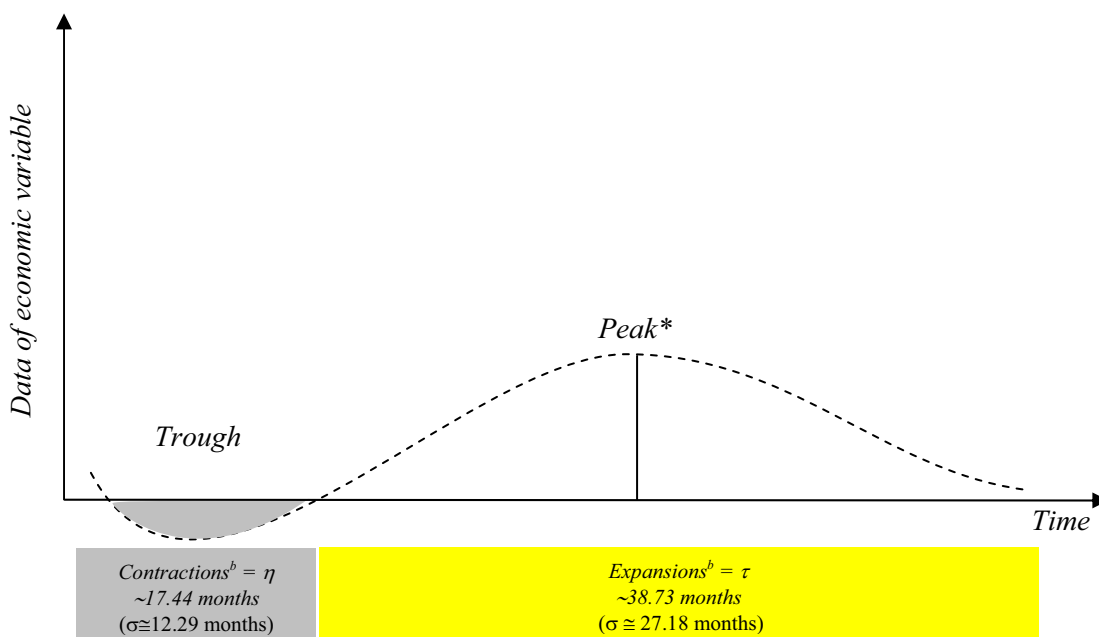 Data of economic variable
Peak*
Trough
Time
Contractions^b = η
~17.44 months
(σ≅12.29 months)
Expansions^b = τ
~38.73 months
(σ ≅ 27.18 months)